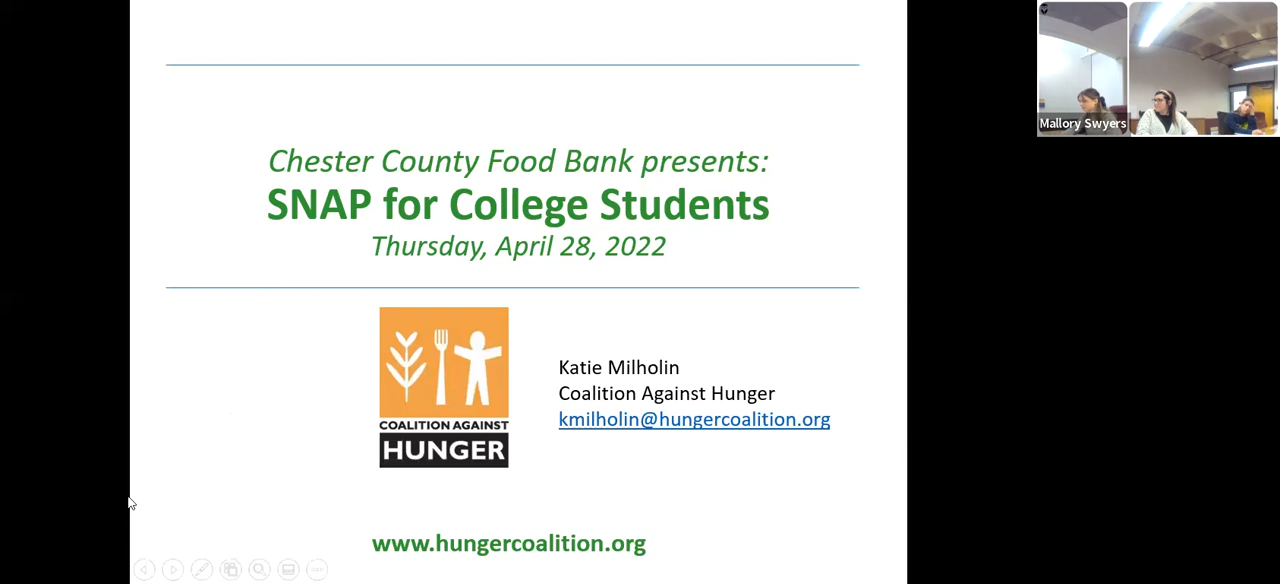 Chester County Food Bank presents:
SNAP for College Students
Thursday, April 28, 2022
COALITION AGAINST
HUNGER
Katie Milholin
Coalition Against Hunger
kmilholin@hungercoalition.org
www.hungercoalition.org
Mallory Swyers